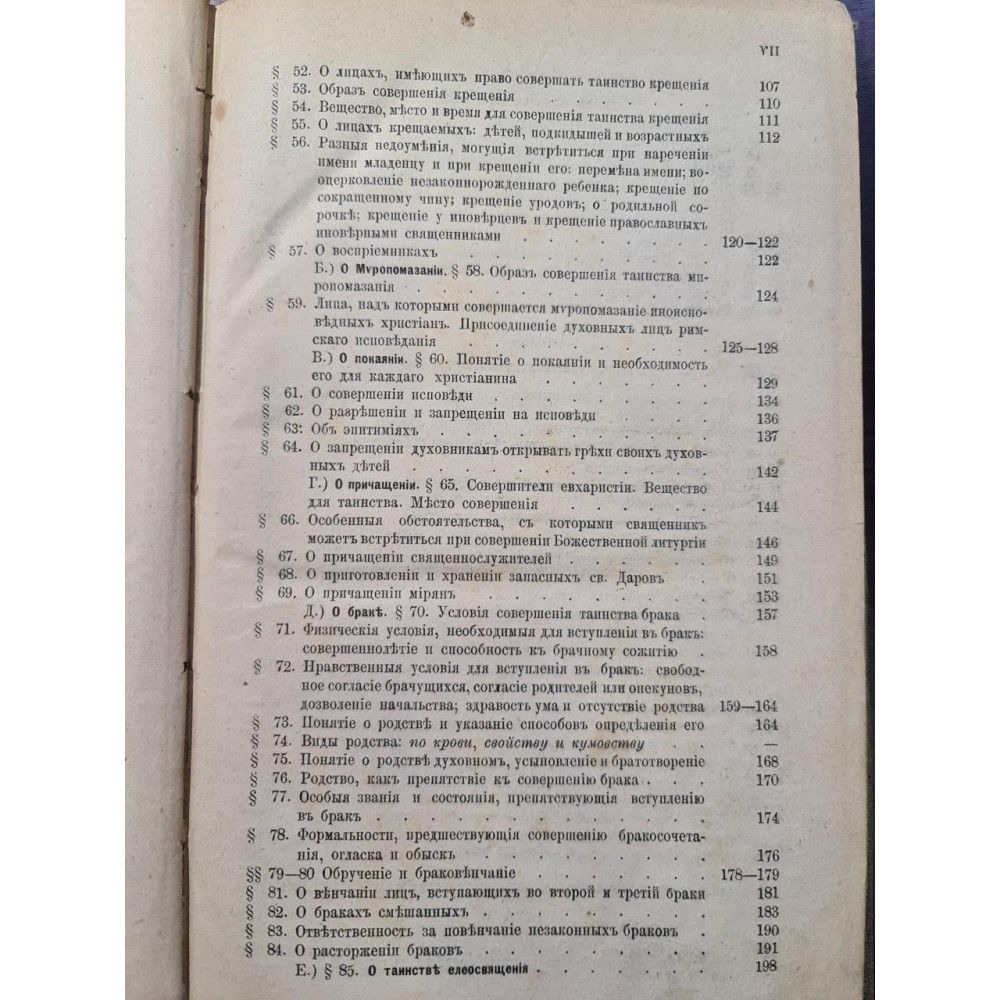 VII
§ 52. О лицахъ, имѣющихъ право совершать таинство крещенія 107
§ 53. Образъ совершенія крещенія . . . . . . . 110
§ 54. Вещество, мѣсто и время для совершенія таинства крещенія 111
§ 55. О лицахъ крещаемыхъ: дѣтей, подкидышей и возрастныхъ 112
§ 56. Разныя недоумѣнія, могущія встрѣтиться при нареченіи
имени младенцу и при крещеніи его: перемѣна имени; во-
оцерковленіе незаконнорожденнаго ребенка; крещеніе по
сокращенному чину; крещеніе уродовъ; о родильной со-
рочкѣ; крещеніе у иновѣрцевъ и крещеніе православныхъ
иновѣрными священниками . . . . . . . . 120—122
§ 57. О воспріемникахъ . . . . . . . . . 122
Б.) О Мѵропомазаніи. § 58. Образъ совершенія таинства ми-
ропомазанія . . . . . . . . . . . . 124
§ 59. Лица, надъ которыми совершается мѵропомазаніе иноиспо-
вѣдныхъ христіанъ. Присоединеніе духовныхъ лицъ рим-
скаго исповѣданія . . . . . . . . . . 125—128
В.) О покаяніи. § 60. Понятіе о покаяніи и необходимость
его для каждаго христіанина . . . . . . . 129
§ 61. О совершеніи исповѣди . . . . . . . . . 134
§ 62. О разрѣшеніи и запрещеніи на исповѣди . . . . 136
§ 63. Объ эпитиміяхъ . . . . . . . . . . . 137
§ 64. О запрещеніи духовникамъ открывать грѣхи своихъ духов-
ныхъ дѣтей . . . . . . . . . . . . 142
Г.) О причащеніи. § 65. Совершители евхаристіи. Вещество
для таинства. Мѣсто совершенія . . . . . . 144
§ 66. Особенныя обстоятельства, съ которыми священникъ
можетъ встрѣтиться при совершеніи Божественной литургіи 146
§ 67. О причащеніи священнослужителей . . . . . . 149
§ 68. О приготовленіи и храненіи запасныхъ св. Даровъ . 151
§ 69. О причащеніи мірянъ . . . . . . . . . 153
Д.) О бракѣ. § 70. Условія совершенія таинства брака . 157
§ 71. Физическія условія, необходимыя для вступленія въ бракъ:
совершеннолѣтіе и способность къ брачному сожитію . 158
§ 72. Нравственныя условія для вступленія въ бракъ: свобод-
ное согласіе брачущихся, согласіе родителей или опекуновъ,
дозволеніе начальства; здравость ума и отсутствіе родства 159—164
§ 73. Понятіе о родствѣ и указаніе способовъ опредѣленія его 164
§ 74. Виды родства: по крови, свойству и кумовству . . —
§ 75. Понятіе о родствѣ духовномъ, усыновленіе и братотвореніе 168
§ 76. Родство, какъ препятствіе къ совершенію брака . . . 170
§ 77. Особыя званія и состоянія, препятствующія вступленію
въ бракъ . . . . . . . . . . . . . 174
§ 78. Формальности, предшествующія совершенію бракосочета-
нія, огласка и обыскъ . . . . . . . . . 176
§§ 79—80 Обрученіе и браковѣнчаніе . . . . . . . 178—179
§ 81. О вѣнчаніи лицъ, вступающихъ во второй и третій браки 181
§ 82. О бракахъ смѣшанныхъ . . . . . . . . . 183
§ 83. Отвѣтственность за повѣнчаніе незаконныхъ браковъ . 190
§ 84. О расторженіи браковъ . . . . . . . . . 191
Е.) § 85. О таинствѣ елеосвященія . . . . . . . 198